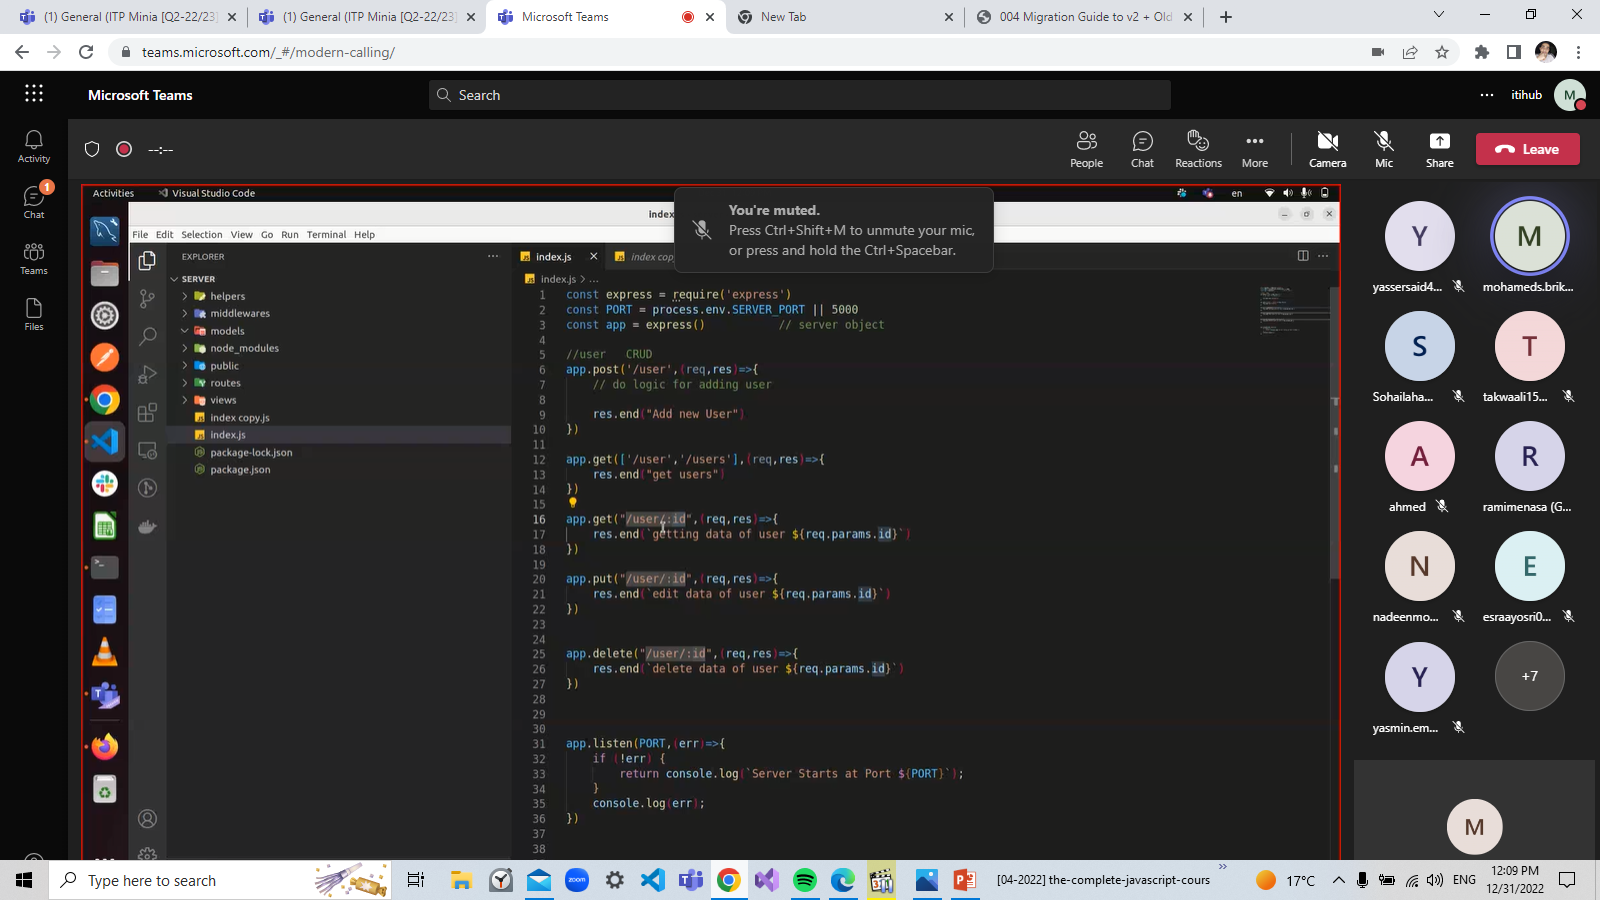 (1) General (ITP Minia [Q2-22/23]
(1) General (ITP Minia [Q2-22/23]
Microsoft Teams
New Tab
004 Migration Guide to v2 + Old
teams.microsoft.com/_#/modern-calling/
Microsoft Teams
Search
itihub
M
Activity
Chat
1
Teams
Files
--:--
People
Chat
Reactions
More
Camera
Mic
Share
Leave
Activities
Visual Studio Code
en
index
You're muted.
Press Ctrl+Shift+M to unmute your mic,
or press and hold the Ctrl+Spacebar.
File Edit Selection View Go Run Terminal Help
EXPLORER
index.js
index cop
SERVER
helpers
middlewares
models
node_modules
public
routes
views
index copy.js
index.js
package-lock.json
package.json
index.js > ...
1 const express = require('express')
2 const PORT = process.env.SERVER_PORT || 5000
3 const app = express() // server object
4
5 //user CRUD
6 app.post('/user',(req,res)=>{
7 // do logic for adding user
8
9 res.end("Add new User")
10 })
11
12 app.get(['/user','/users'],(req,res)=>{
13 res.end("get users")
14 })
15
16 app.get("/user/:id",(req,res)=>{
17 res.end(`getting data of user ${req.params.id}`)
18 })
19
20 app.put("/user/:id",(req,res)=>{
21 res.end(`edit data of user ${req.params.id}`)
22 })
23
24
25 app.delete("/user/:id",(req,res)=>{
26 res.end(`delete data of user ${req.params.id}`)
27 })
28
29
30
31 app.listen(PORT,(err)=>{
32 if (!err) {
33 return console.log(`Server Starts at Port ${PORT}`);
34 }
35 console.log(err);
36 })
37
38
Y
yassersaid4...
M
mohameds.brik...
S
Sohailaha...
T
takwaali15...
A
ahmed
R
ramimenasa (G...
N
nadeenmo...
E
esraayosri0...
Y
yasmin.em...
+7
M
Type here to search
zoom
[04-2022] the-complete-javascript-cours
17°C
ENG
12:09 PM
12/31/2022